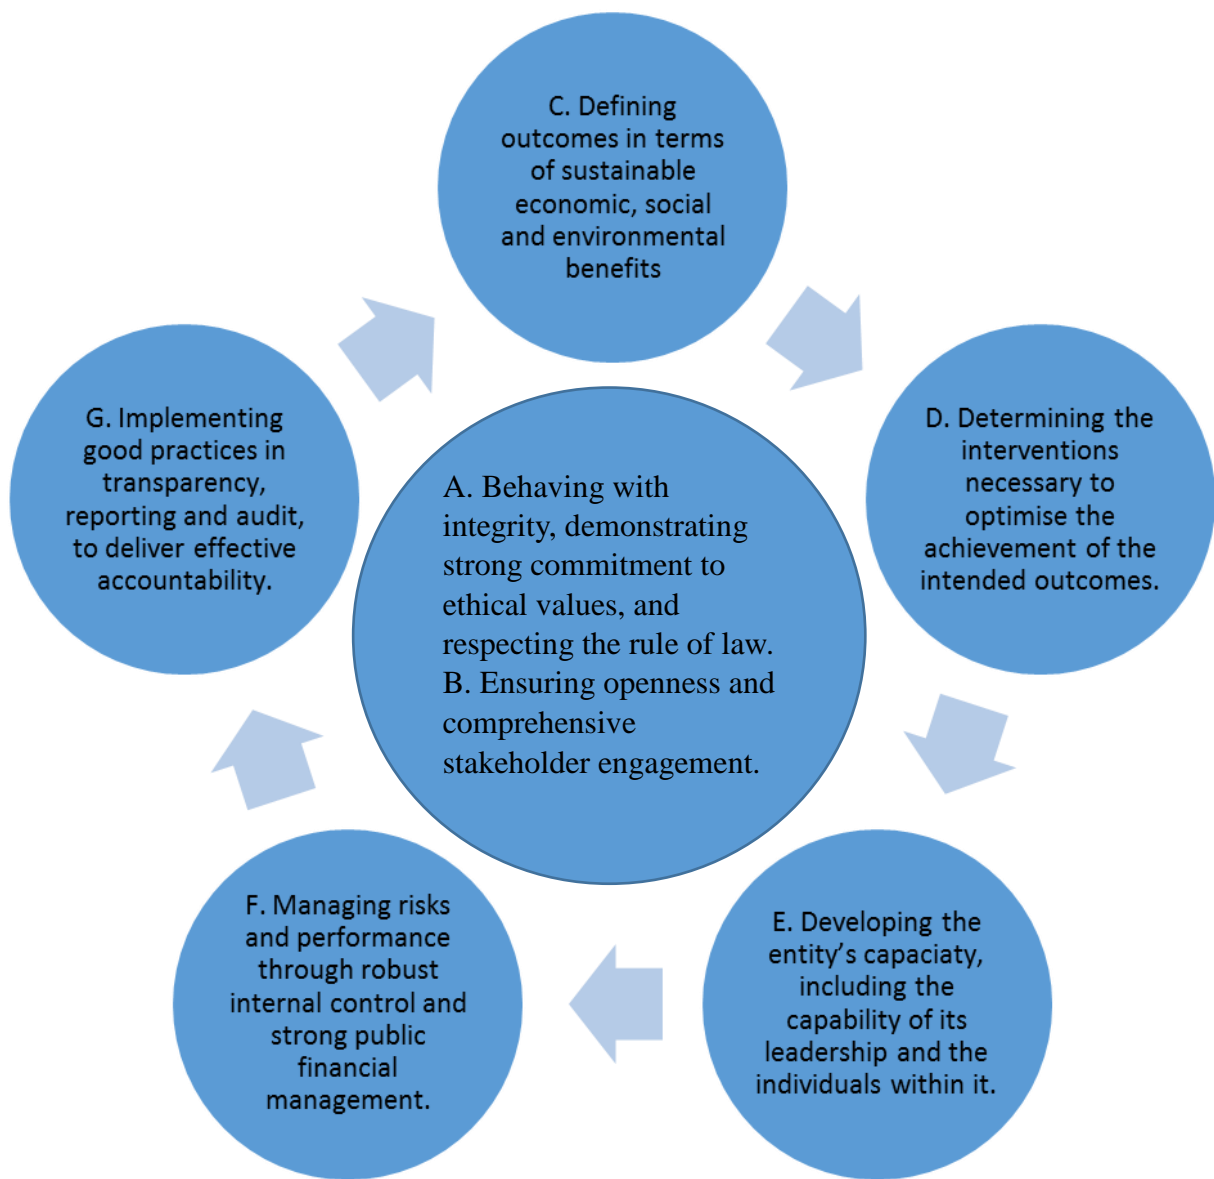 C. Defining
outcomes in terms
of sustainable
economic, social
and environmental
benefits
D. Determining the
interventions
necessary to
optimise the
achievement of the
intended outcomes.
E. Developing the
entity’s capaciaty,
including the
capability of its
leadership and the
individuals within it.
F. Managing risks
and performance
through robust
internal control and
strong public
financial
management.
G. Implementing
good practices in
transparency,
reporting and audit,
to deliver effective
accountability.
A. Behaving with
integrity, demonstrating
strong commitment to
ethical values, and
respecting the rule of law.
B. Ensuring openness and
comprehensive
stakeholder engagement.